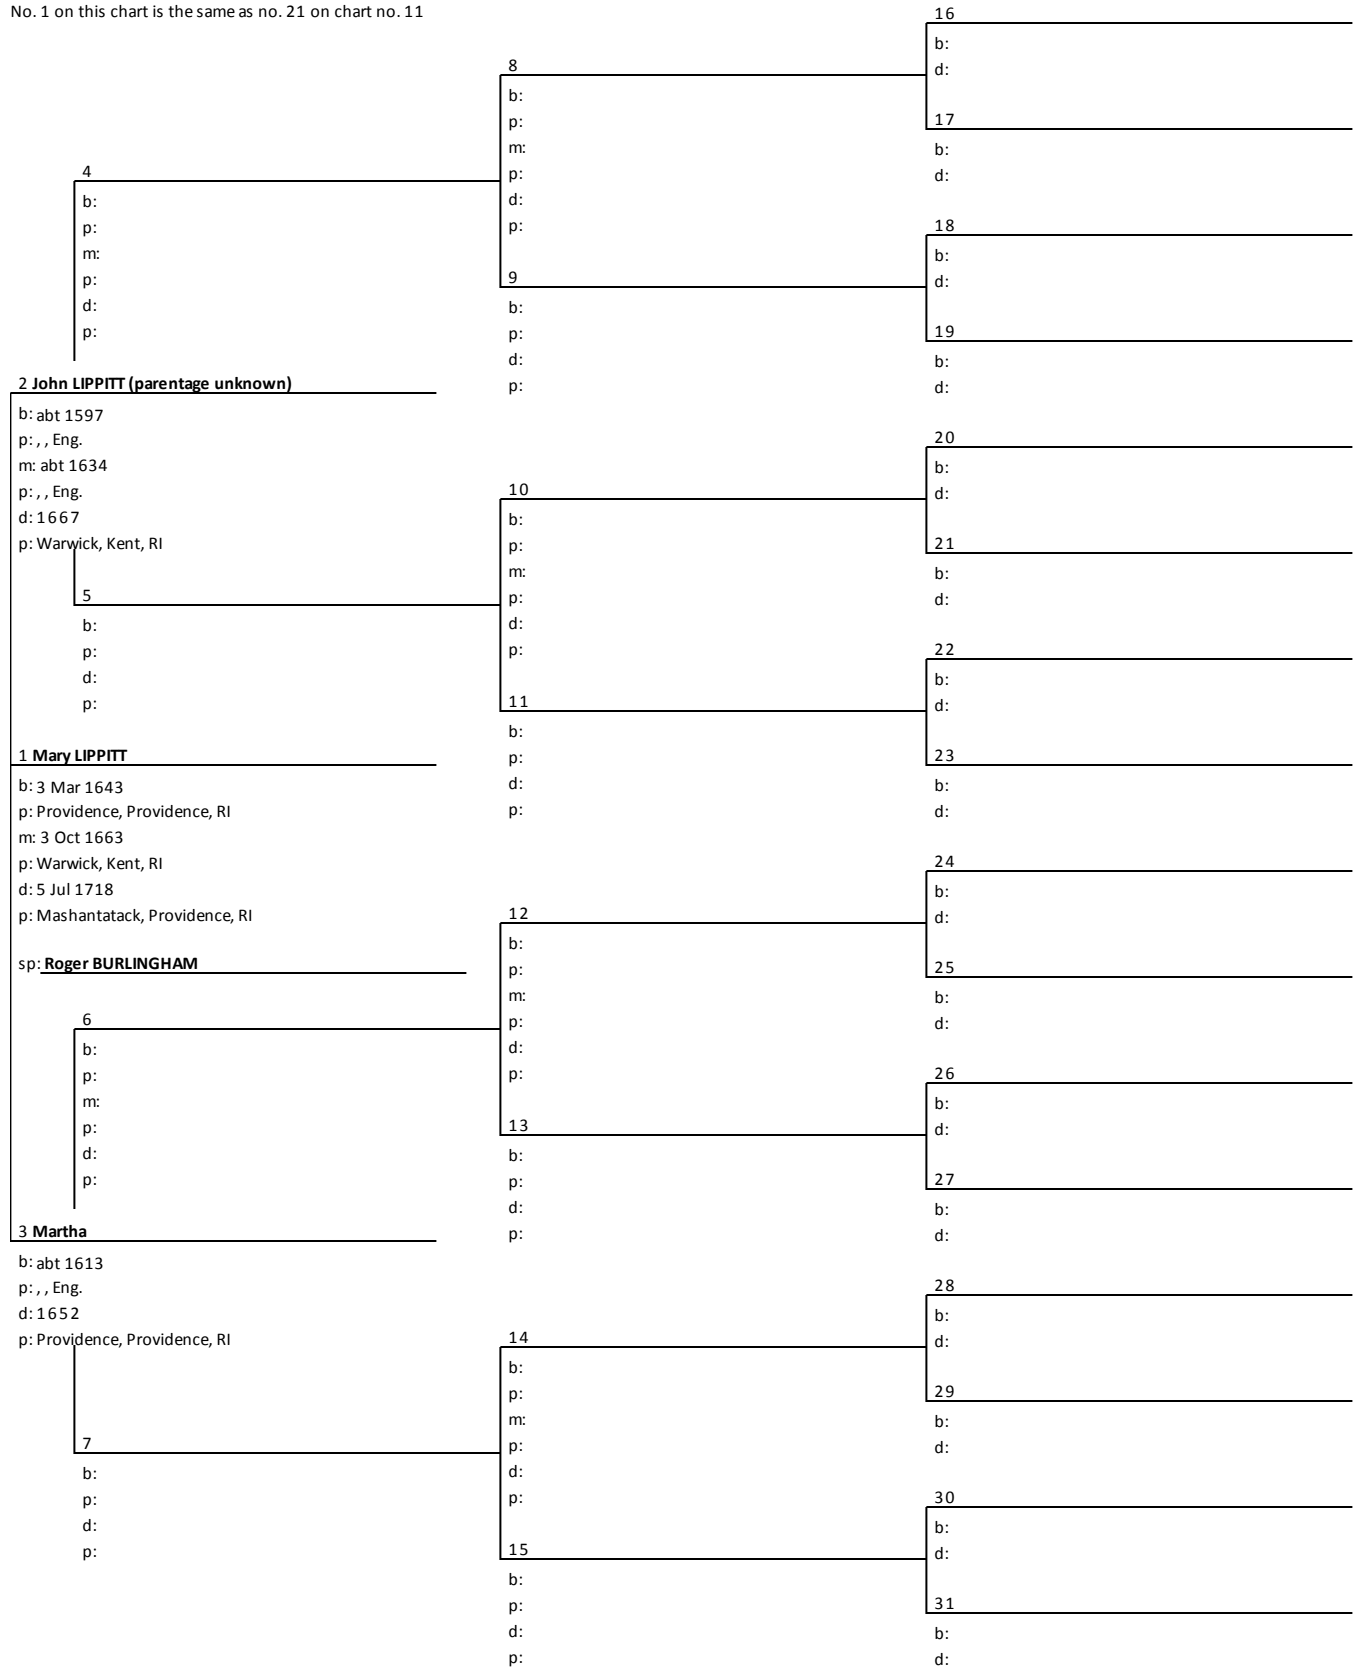 No. 1 on this chart is the same as no. 21 on chart no. 11
4
b:
p:
m:
p:
d:
p:
2 John LIPPITT (parentage unknown)
b: abt 1597
p: , , Eng.
m: abt 1634
p: , , Eng.
d: 1667
p: Warwick, Kent, RI
5
b:
p:
d:
p:
1 Mary LIPPITT
b: 3 Mar 1643
p: Providence, Providence, RI
m: 3 Oct 1663
p: Warwick, Kent, RI
d: 5 Jul 1718
p: Mashantatack, Providence, RI
sp: Roger BURLINGHAM
6
b:
p:
m:
p:
d:
p:
3 Martha
b: abt 1613
p: , , Eng.
d: 1652
p: Providence, Providence, RI
7
b:
p:
d:
p:
8
b:
p:
m:
p:
d:
p:
9
b:
p:
d:
p:
10
b:
p:
m:
p:
d:
p:
11
b:
p:
d:
p:
12
b:
p:
m:
p:
d:
p:
13
b:
p:
d:
p:
14
b:
p:
m:
p:
d:
p:
15
b:
p:
d:
p:
16
b:
d:
17
b:
d:
18
b:
d:
19
b:
d:
20
b:
d:
21
b:
d:
22
b:
d:
23
b:
d:
24
b:
d:
25
b:
d:
26
b:
d:
27
b:
d:
28
b:
d:
29
b:
d:
30
b:
d:
31
b:
d: